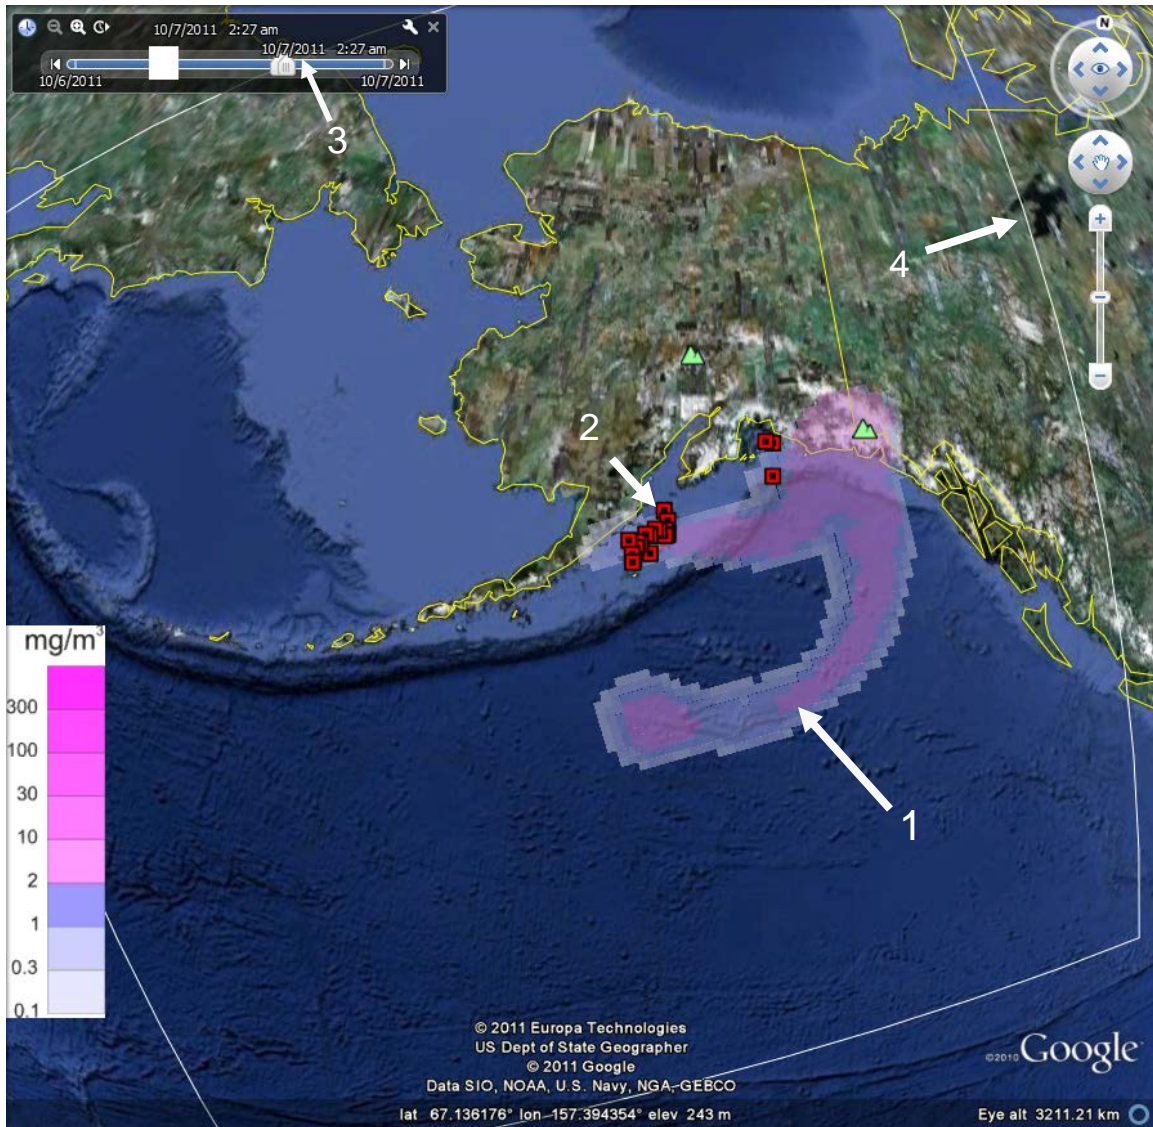 10/7/2011 2:27 am
10/7/2011 2:27 am
10/6/2011
10/7/2011
3
N
4
2
mg/m³
300
100
30
10
2
1
0.3
0.1
1
© 2011 Europa Technologies
US Dept of State Geographer
© 2011 Google
Data SIO, NOAA, U.S. Navy, NGA, GEBCO
©2010 Google
lat 67.136176° lon -157.394354° elev 243 m
Eye alt 3211.21 km